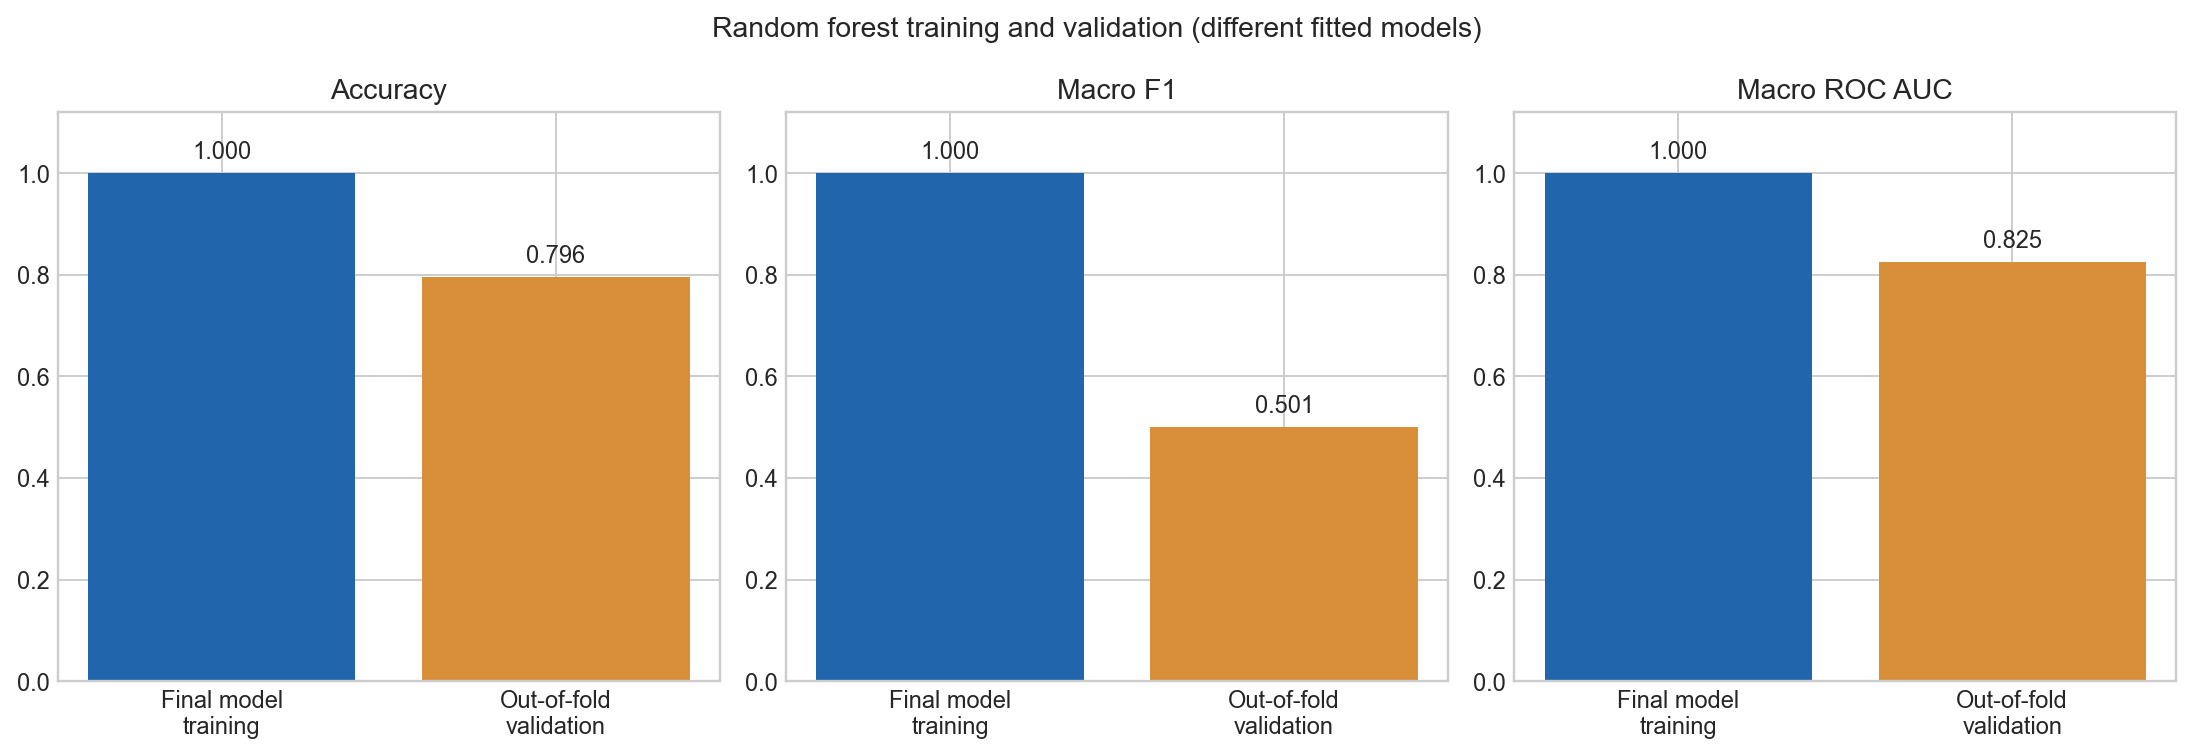 Random forest training and validation (different fitted models)
Accuracy
1.000
0.796
1.0
0.8
0.6
0.4
0.2
0.0
Final model
training
Out-of-fold
validation
Macro F1
1.000
0.501
1.0
0.8
0.6
0.4
0.2
0.0
Final model
training
Out-of-fold
validation
Macro ROC AUC
1.000
0.825
1.0
0.8
0.6
0.4
0.2
0.0
Final model
training
Out-of-fold
validation